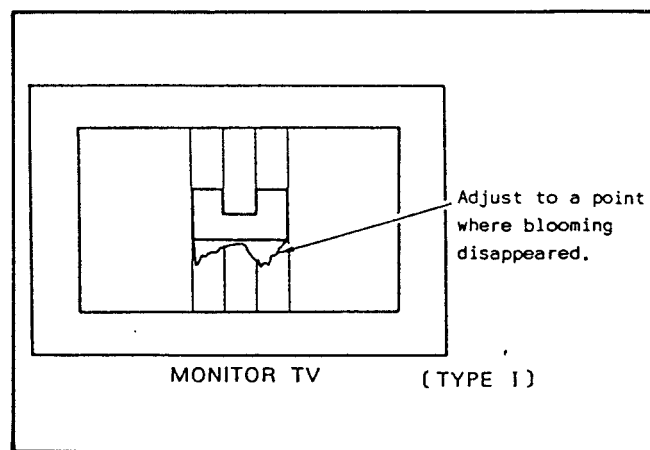 Adjust to a point
where blooming
disappeared.
MONITOR TV
(TYPE I)